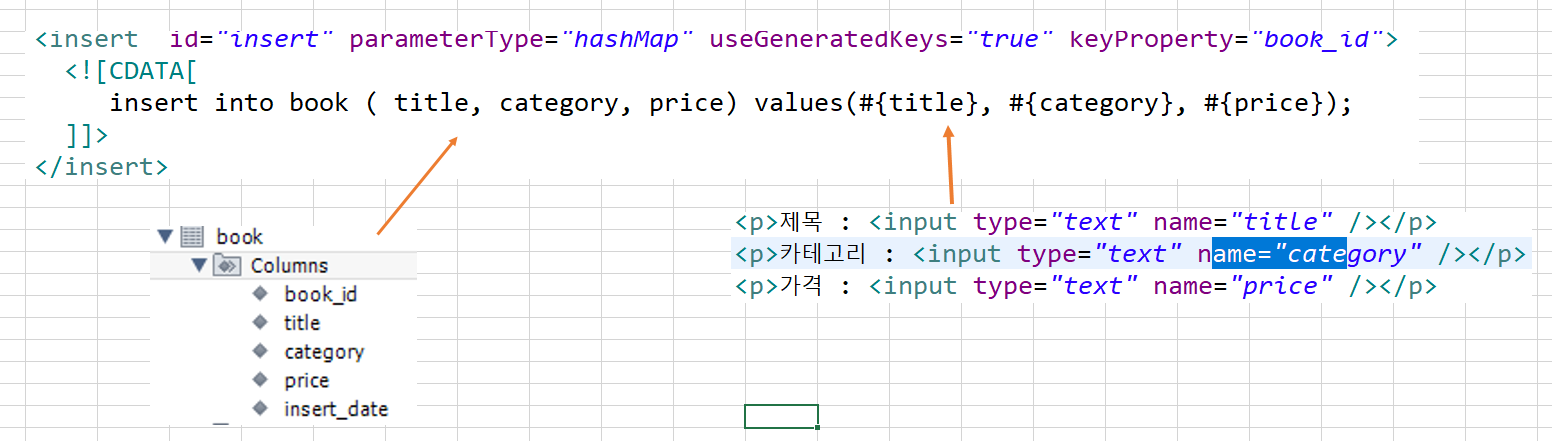 <insert  id="insert" parameterType="hashMap" useGeneratedKeys="true" keyProperty="book_id">
<![CDATA[
insert into book ( title, category, price) values(#{title}, #{category}, #{price});
]]>
</insert>
book
Columns
book_id
title
category
price
insert_date
<p>제목 : <input type="text" name="title" /></p>
<p>카테고리 : <input type="text" name="category" /></p>
<p>가격 : <input type="text" name="price" /></p>